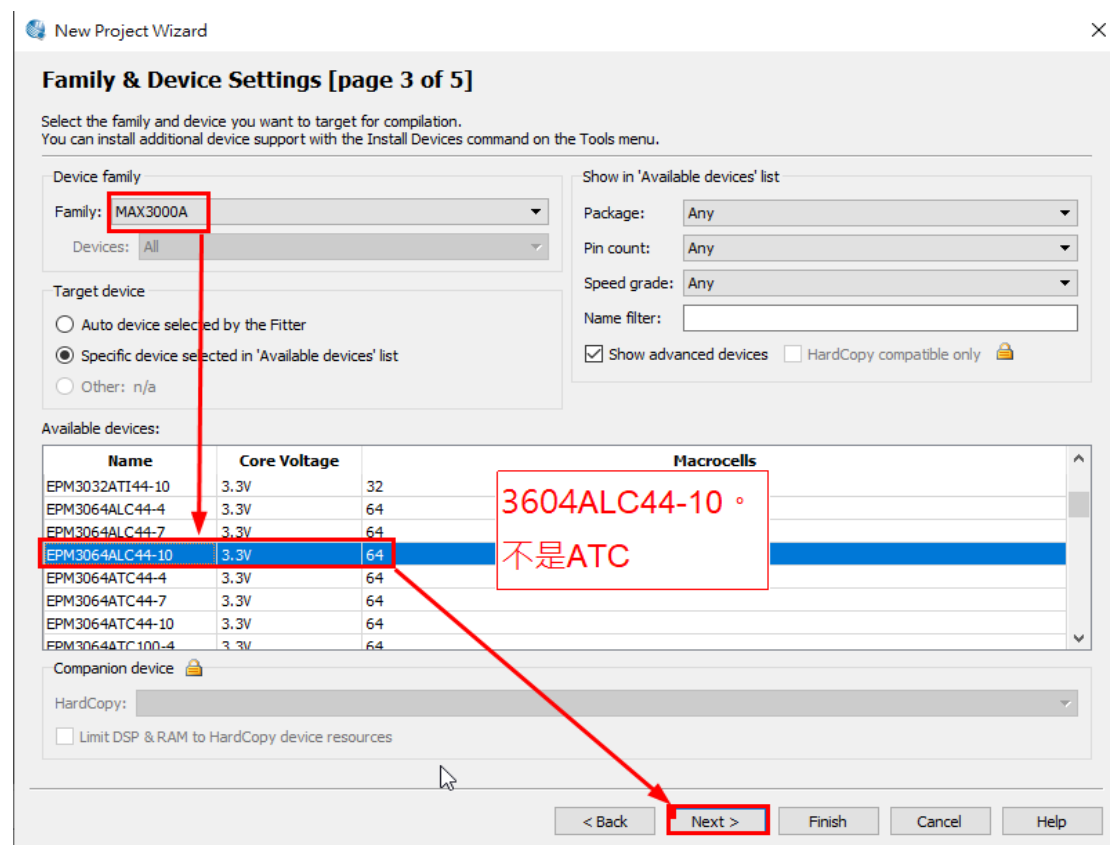 New Project Wizard
Family & Device Settings [page 3 of 5]
Select the family and device you want to target for compilation.
You can install additional device support with the Install Devices command on the Tools menu.
Device family
Family: MAX3000A
Devices: All
Target device
Auto device selected by the Fitter
Specific device selected in 'Available devices' list
Other: n/a
Show in 'Available devices' list
Package: Any
Pin count: Any
Speed grade: Any
Name filter:
Show advanced devices HardCopy compatible only
Available devices:
Name Core Voltage Macrocells
EPM3032ATI44-10 3.3V 32
EPM3064ALC44-4 3.3V 64
EPM3064ALC44-7 3.3V 64
EPM3064ALC44-10 3.3V 64
EPM3064ATC44-4 3.3V 64
EPM3064ATC44-7 3.3V 64
EPM3064ATC44-10 3.3V 64
EPM3064ATC100-4 3.3V 64
3604ALC44-10。
不是ATC
Companion device
HardCopy:
Limit DSP & RAM to HardCopy device resources
< Back Next > Finish Cancel Help